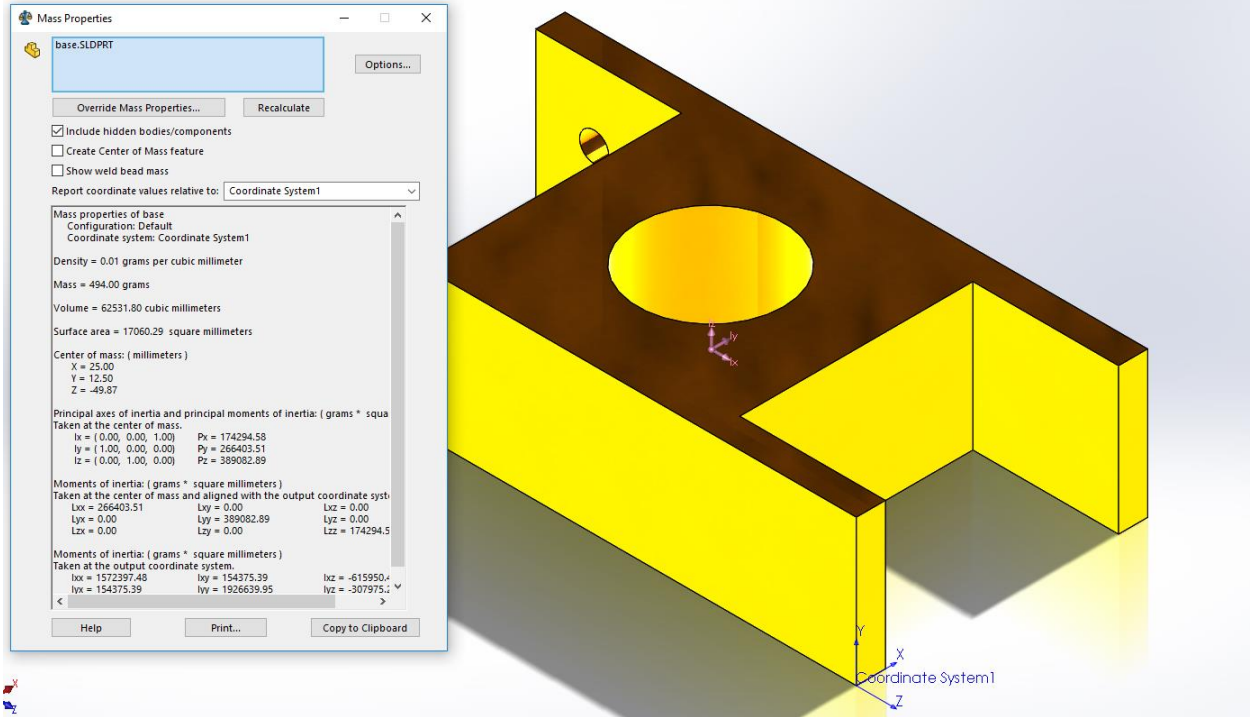 Mass Properties
base.SLDPRT
Options...
Override Mass Properties... Recalculate
Include hidden bodies/components
Create Center of Mass feature
Show weld bead mass
Report coordinate values relative to: Coordinate System1
Mass properties of base
Configuration: Default
Coordinate system: Coordinate System1
Density = 0.01 grams per cubic millimeter
Mass = 494.00 grams
Volume = 62531.80 cubic millimeters
Surface area = 17060.29 square millimeters
Center of mass: ( millimeters )
X = 25.00
Y = 12.50
Z = -49.87
Principal axes of inertia and principal moments of inertia: ( grams * squa
Taken at the center of mass.
Ix = ( 0.00, 0.00, 1.00) Px = 174294.58
Iy = ( 1.00, 0.00, 0.00) Py = 266403.51
Iz = ( 0.00, 1.00, 0.00) Pz = 389082.89
Moments of inertia: ( grams * square millimeters )
Taken at the center of mass and aligned with the output coordinate syst
Lxx = 266403.51 Lxy = 0.00 Lxz = 0.00
Lyx = 0.00 Lyy = 389082.89 Lyz = 0.00
Lzx = 0.00 Lzy = 0.00 Lzz = 174294.5
Moments of inertia: ( grams * square millimeters )
Taken at the output coordinate system.
Ixx = 1572397.48 Ixy = 154375.39 Ixz = -615950.4
Iyx = 154375.39 Iyy = 1926639.95 Iyz = -307975.2
Help Print... Copy to Clipboard
Iz
Iy
Ix
Y
X
Coordinate System1
Z
X
Z